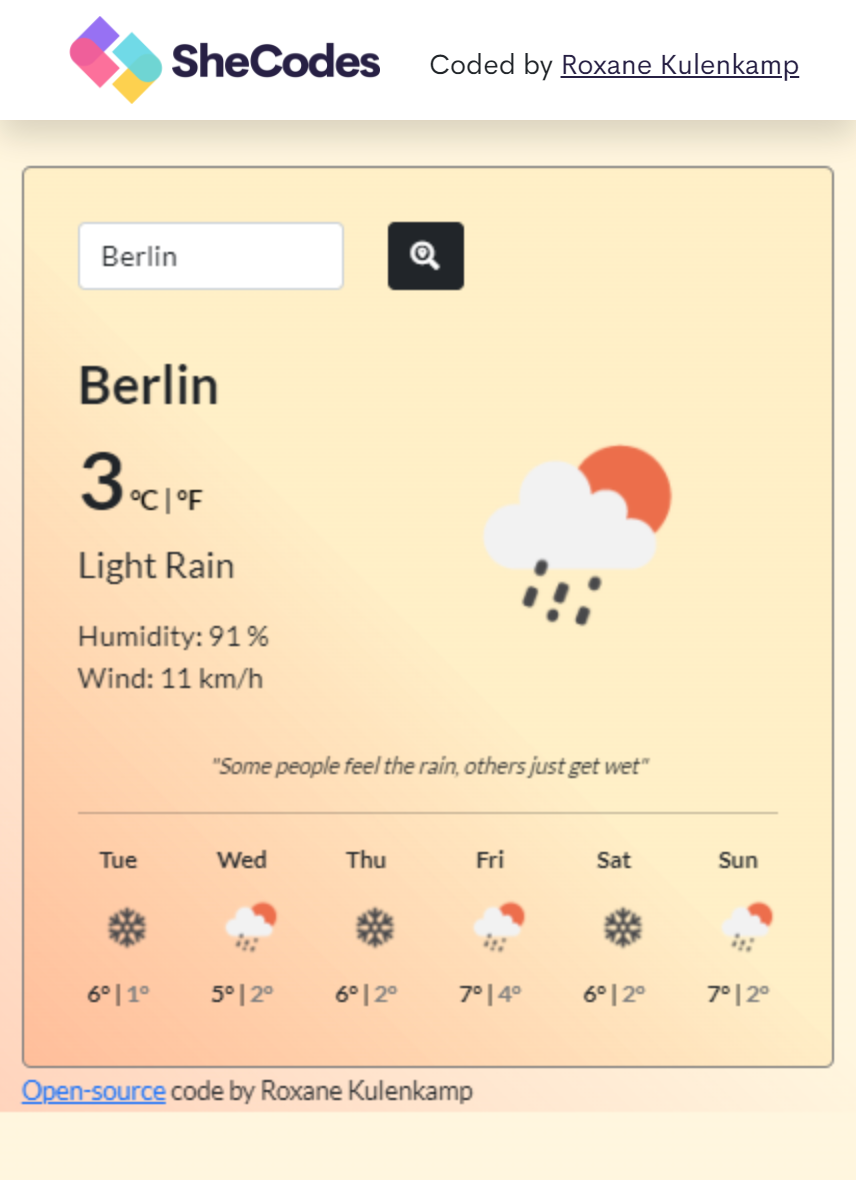 SheCodes
Coded by Roxane Kulenkamp
Berlin
Berlin
3 °C | °F
Light Rain
Humidity: 91 %
Wind: 11 km/h
"Some people feel the rain, others just get wet"
Tue Wed Thu Fri Sat Sun
6° | 1° 5° | 2° 6° | 2° 7° | 4° 6° | 2° 7° | 2°
Open-source code by Roxane Kulenkamp